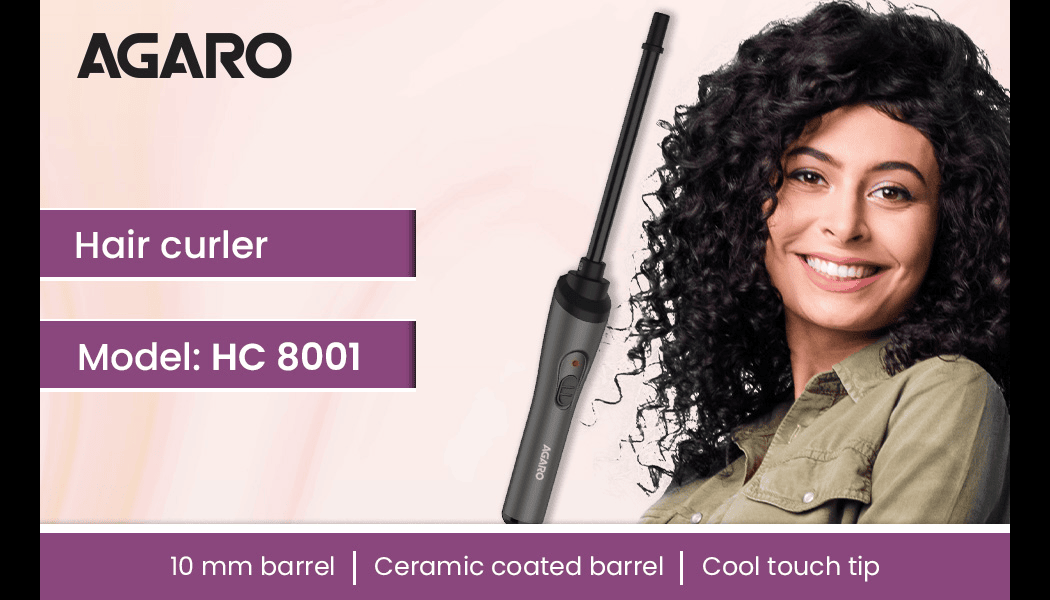 AGARO
Hair curler
Model: HC 8001
AGARO
10 mm barrel | Ceramic coated barrel | Cool touch tip